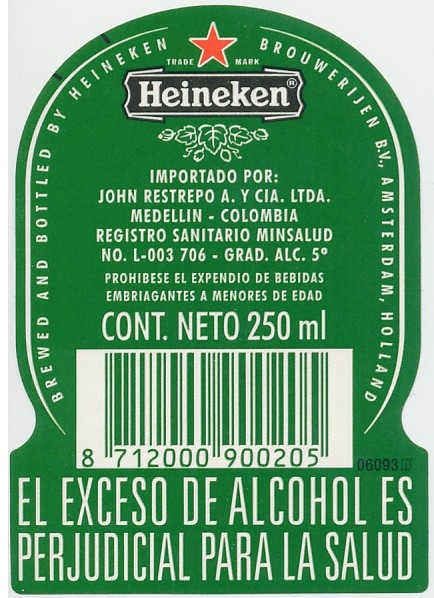 BREWED AND BOTTLED BY HEINEKEN BROUWERIJEN B.V., AMSTERDAM, HOLLAND
TRADE MARK
Heineken®
IMPORTADO POR:
JOHN RESTREPO A. Y CIA. LTDA.
MEDELLIN - COLOMBIA
REGISTRO SANITARIO MINSALUD
NO. L-003 706 - GRAD. ALC. 5º
PROHIBESE EL EXPENDIO DE BEBIDAS
EMBRIAGANTES A MENORES DE EDAD
CONT. NETO 250 ml
8 712000 900205
06093
EL EXCESO DE ALCOHOL ES
PERJUDICIAL PARA LA SALUD